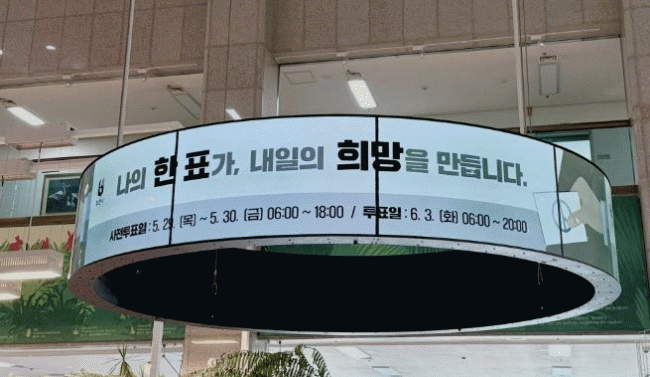 나의 한 표가, 내일의 희망을 만듭니다.
사전투표일 : 5. 29. (목) ~ 5. 30. (금) 06:00 ~ 18:00 / 투표일 : 6. 3. (화) 06:00 ~ 20:00